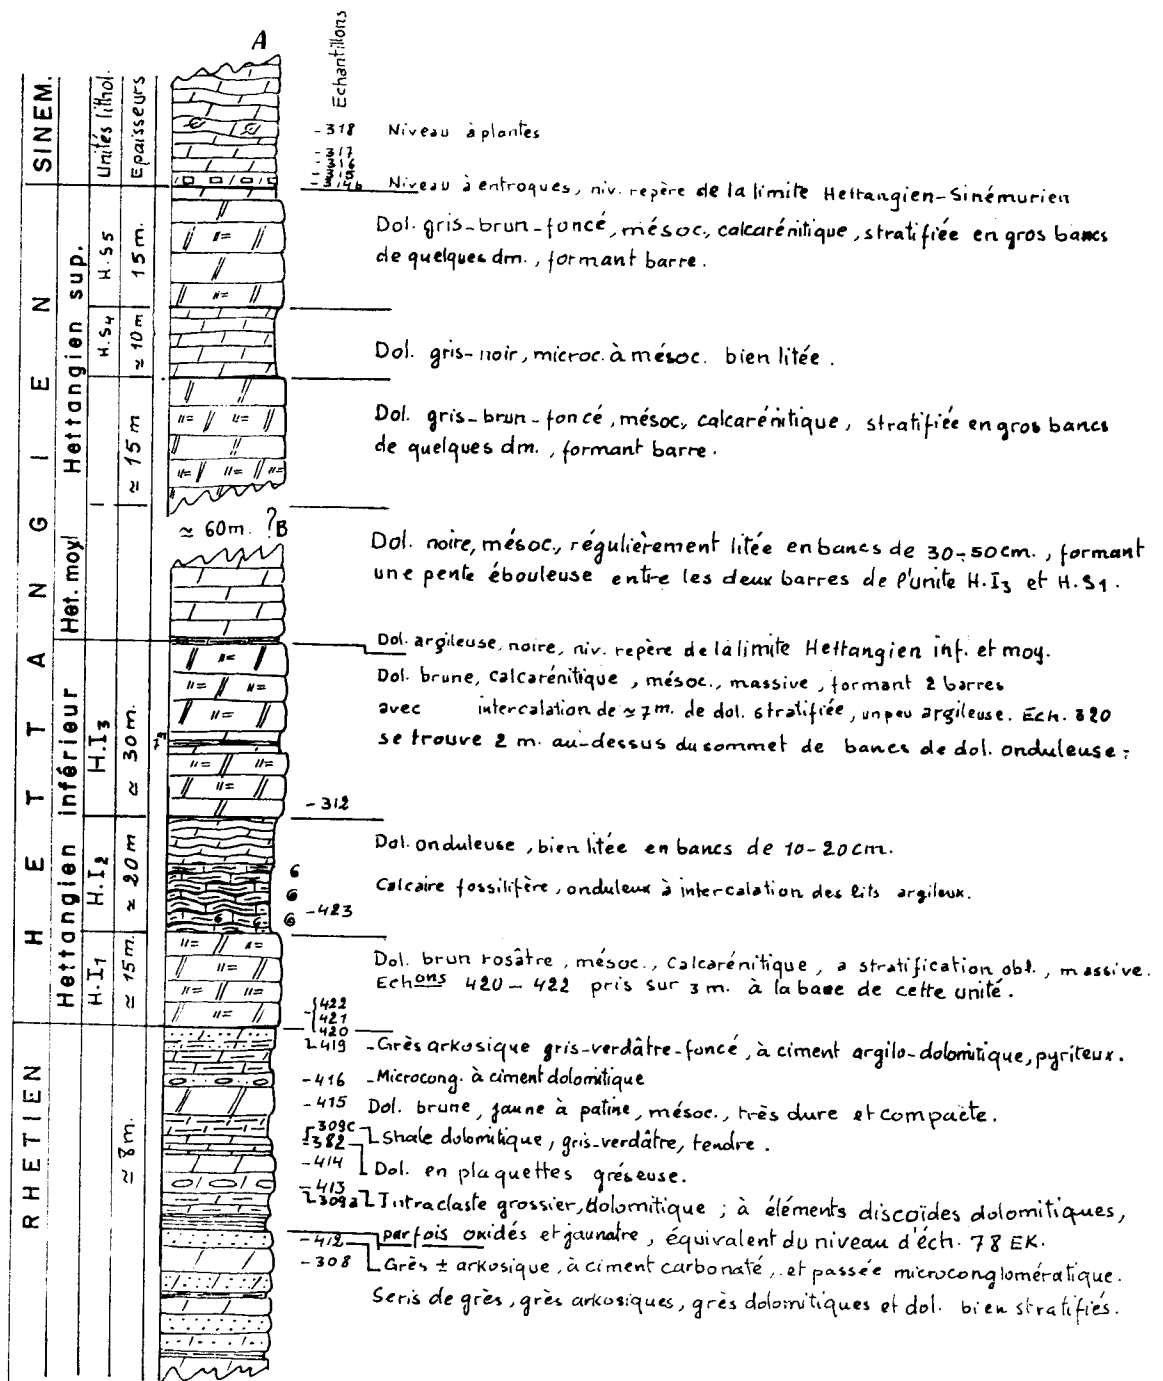 A
Echantillons
SINEM.
Unités lithol.
Epaisseurs
-318 Niveau à plantes
-317
-316
-315
-314b Niveau à entroques, niv. repère de la limite Hettangien-Sinémurien
HETTANGIEN
Hettangien sup.
H.S5
15m.
Dol. gris-brun-foncé, mésoc., calcarénitique, stratifiée en gros bancs
de quelques dm., formant barre.
H.S4
≃10m
Dol. gris-noir, microc. à mésoc. bien litée.
≃ 15m
Dol. gris-brun-foncé, mésoc, calcarénitique, stratifiée en gros bancs
de quelques dm., formant barre.
Het. moy
≃ 60m. ?B
Dol. noire, mésoc., régulièrement litée en bancs de 30-50cm., formant
une pente ébouleuse entre les deux barres de l'unite H.I3 et H.S1.
Dol. argileuse, noire, niv. repère de la limite Hettangien inf. et moy.
Hettangien inférieur
H.I3
≃ 30m.
Dol. brune, calcarénitique, mésoc., massive, formant 2 barres
avec intercalation de ≃7m. de dol. stratifiée, un peu argileuse. Ech. 320
se trouve 2 m. au-dessus du sommet de bancs de dol. onduleuse.
7m
-312
H.I2
≃ 20m
Dol. onduleuse, bien litée en bancs de 10-20cm.
Calcaire fossilifère, onduleux à intercalation des lits argileux.
-423
H.I1
≃ 15m.
Dol. brun rosâtre, mésoc., calcarénitique, a stratification obl., massive.
Echons 420-422 pris sur 3m. à la base de cette unité.
422
421
420
RHETIEN
≃ 8m.
419 -Grès arkosique gris-verdâtre-foncé, à ciment argilo-dolomitique, pyriteux.
-416 -Microcong. à ciment dolomitique
-415 Dol. brune, jaune à patine, mésoc., très dure et compacte.
309c
382 Shale dolomitique, gris-verdâtre, tendre.
-414 Dol. en plaquettes gréseuse.
-413
309a Intraclaste grossier, dolomitique; à éléments discoïdes dolomitiques,
-412 parfois oxidés et jaunatre, équivalent du niveau d'éch. 78 EK.
-308 Grès ± arkosique, à ciment carbonaté, et passée microconglomératique.
Seris de grès, grès arkosiques, grès dolomitiques et dol. bien stratifiés.